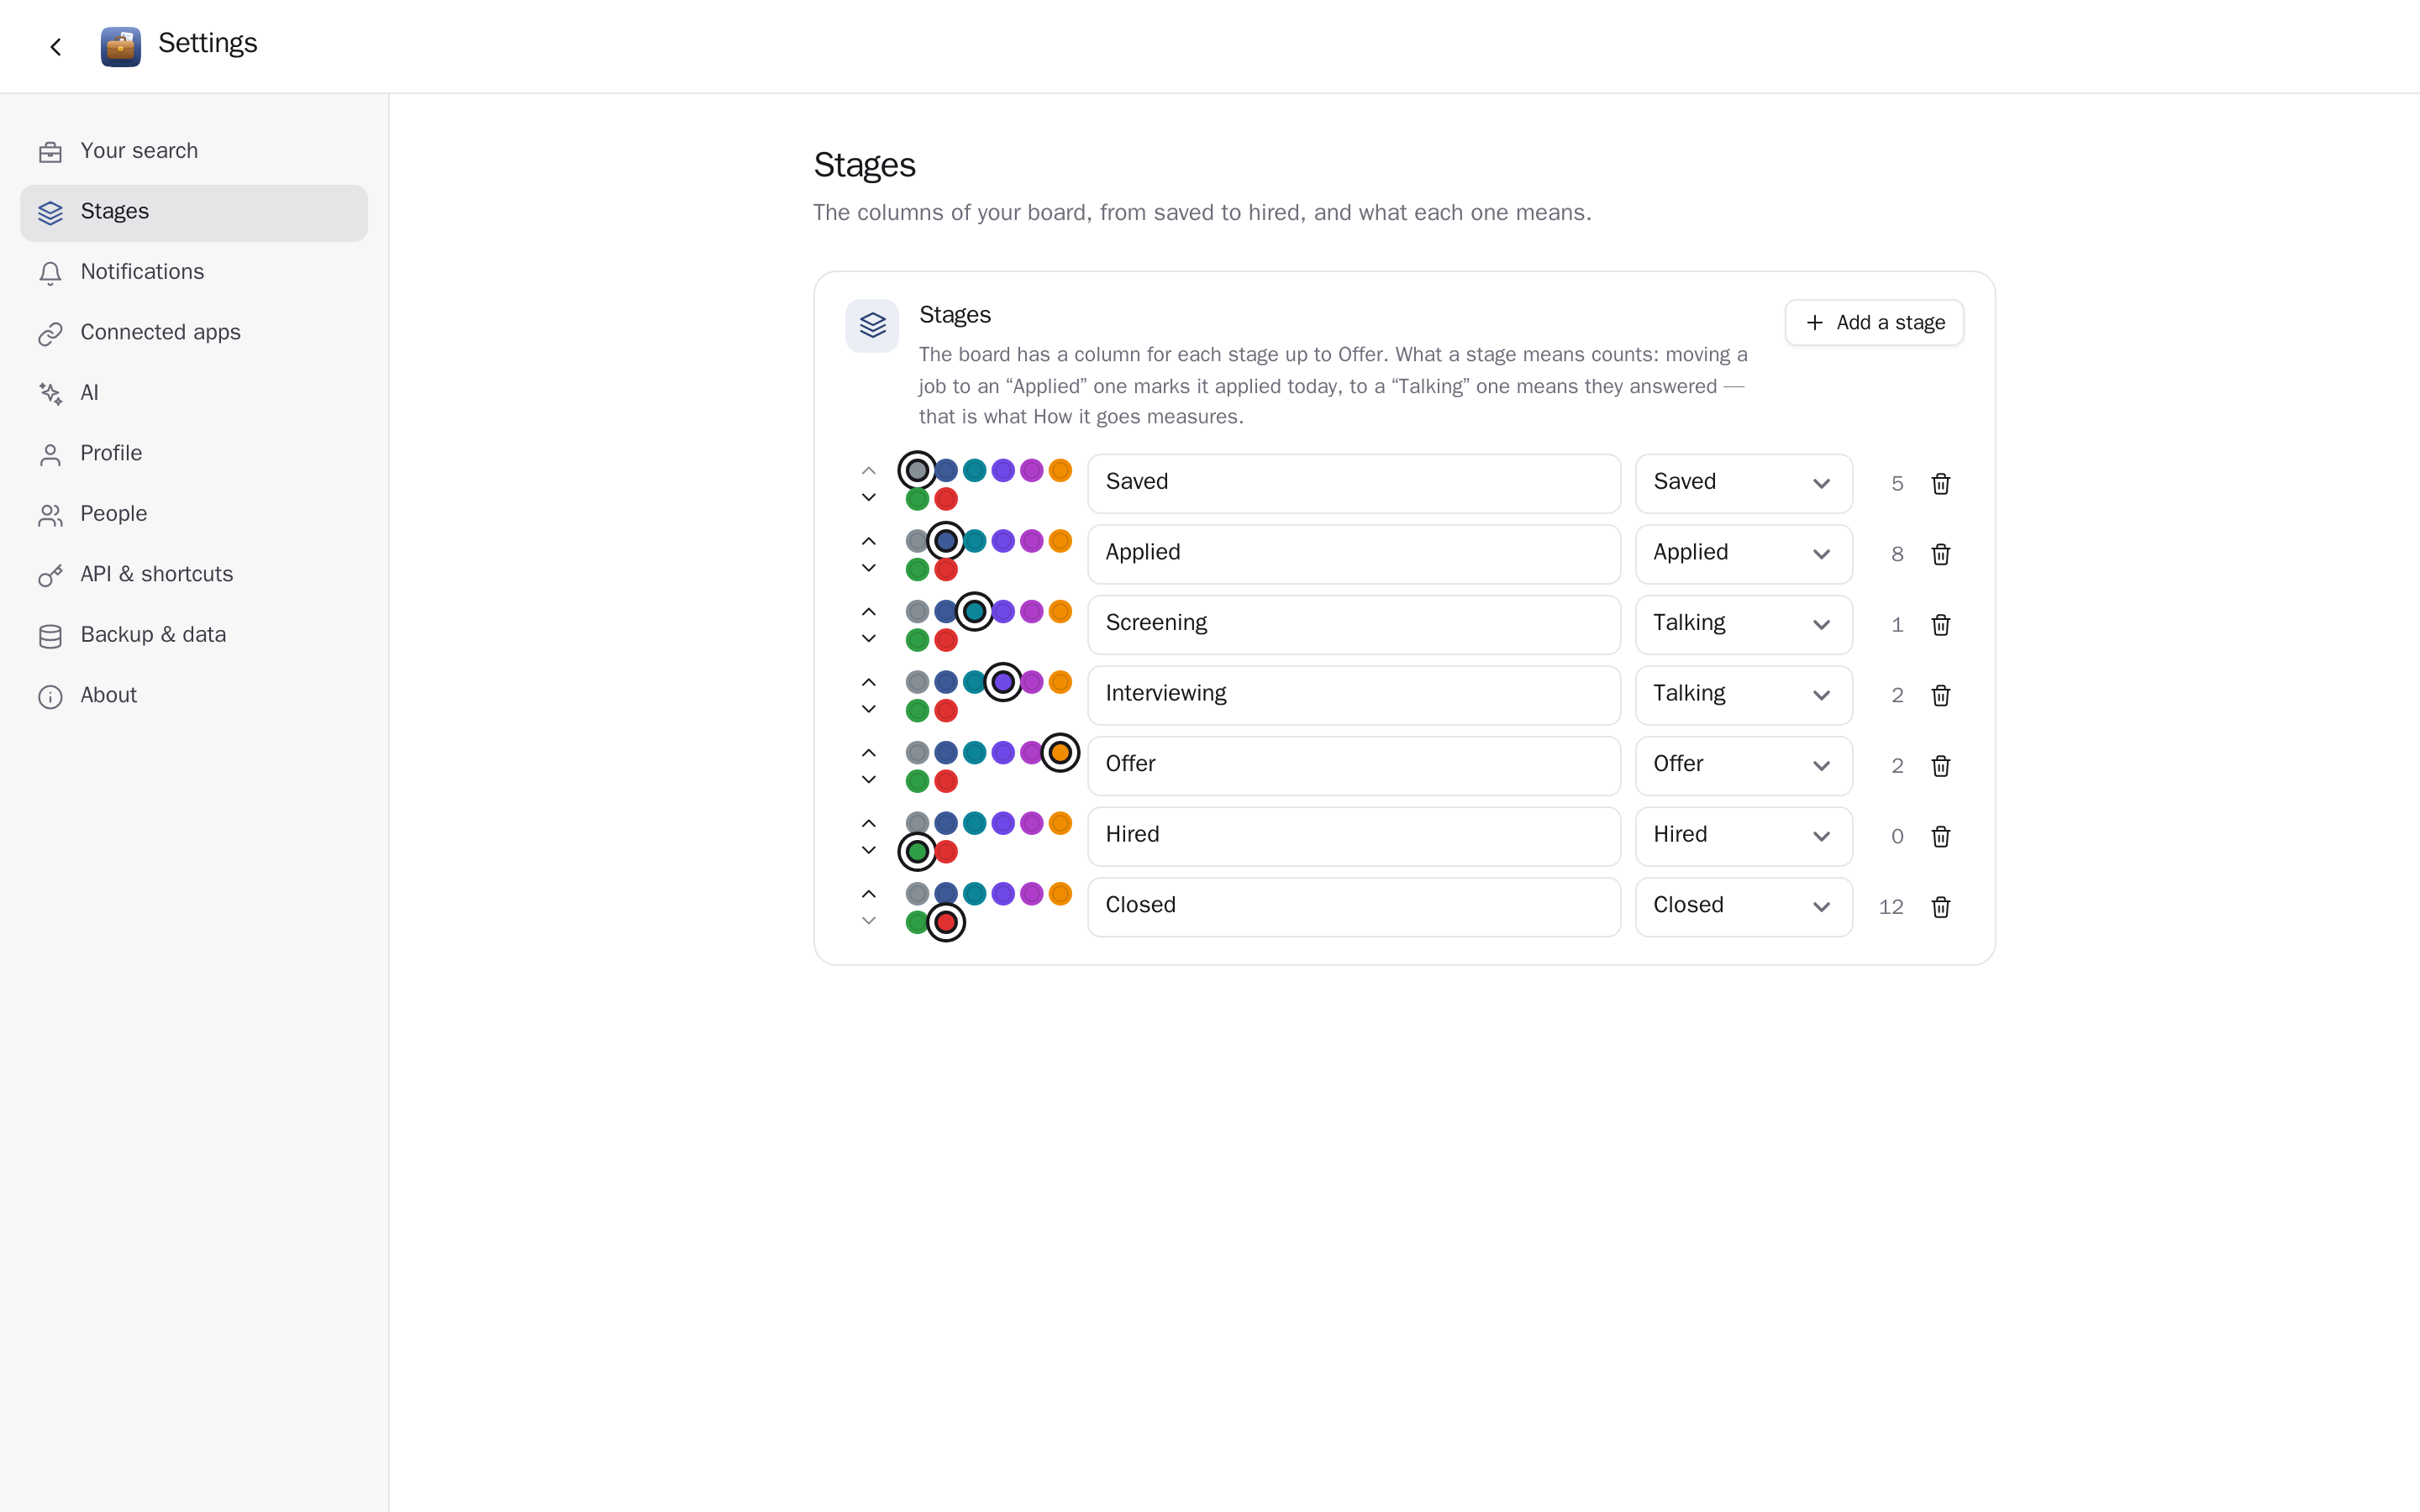 Settings
Your search
Stages
Notifications
Connected apps
AI
Profile
People
API & shortcuts
Backup & data
About
Stages
The columns of your board, from saved to hired, and what each one means.
Stages
Add a stage
The board has a column for each stage up to Offer. What a stage means counts: moving a
job to an “Applied” one marks it applied today, to a “Talking” one means they answered —
that is what How it goes measures.
Saved Saved 5
Applied Applied 8
Screening Talking 1
Interviewing Talking 2
Offer Offer 2
Hired Hired 0
Closed Closed 12